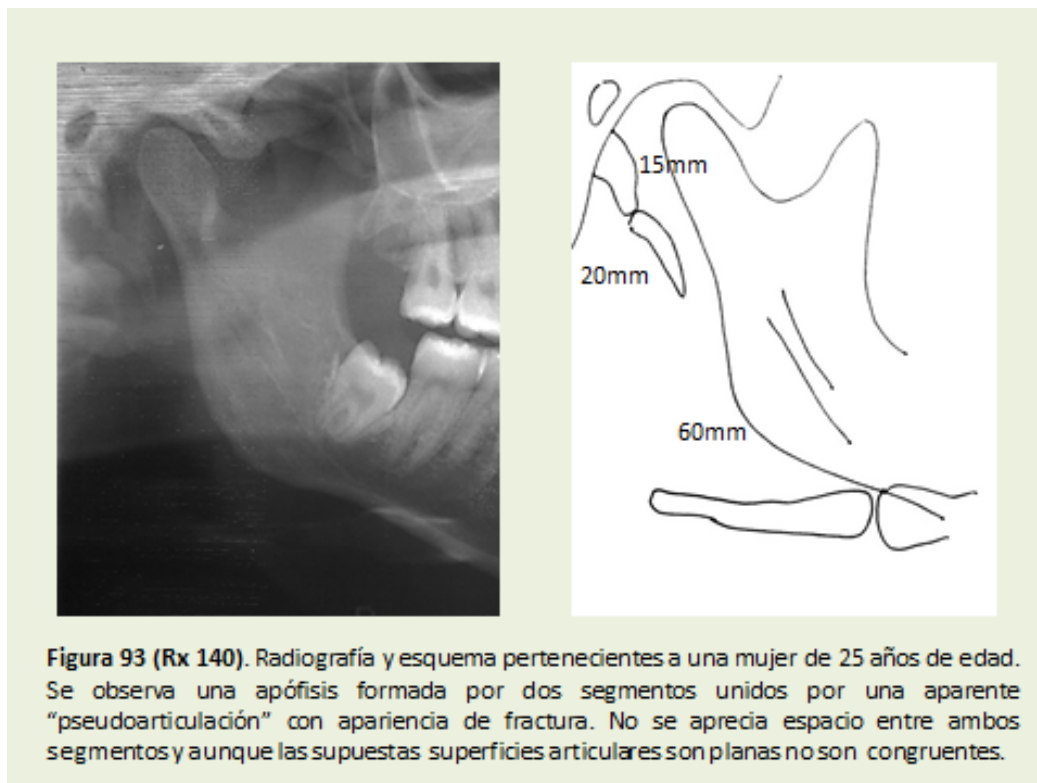 15mm
20mm
60mm
Figura 93 (Rx 140). Radiografía y esquema pertenecientes a una mujer de 25 años de edad.
Se observa una apófisis formada por dos segmentos unidos por una aparente
“pseudoarticulación” con apariencia de fractura. No se aprecia espacio entre ambos
segmentos y aunque las supuestas superficies articulares son planas no son congruentes.